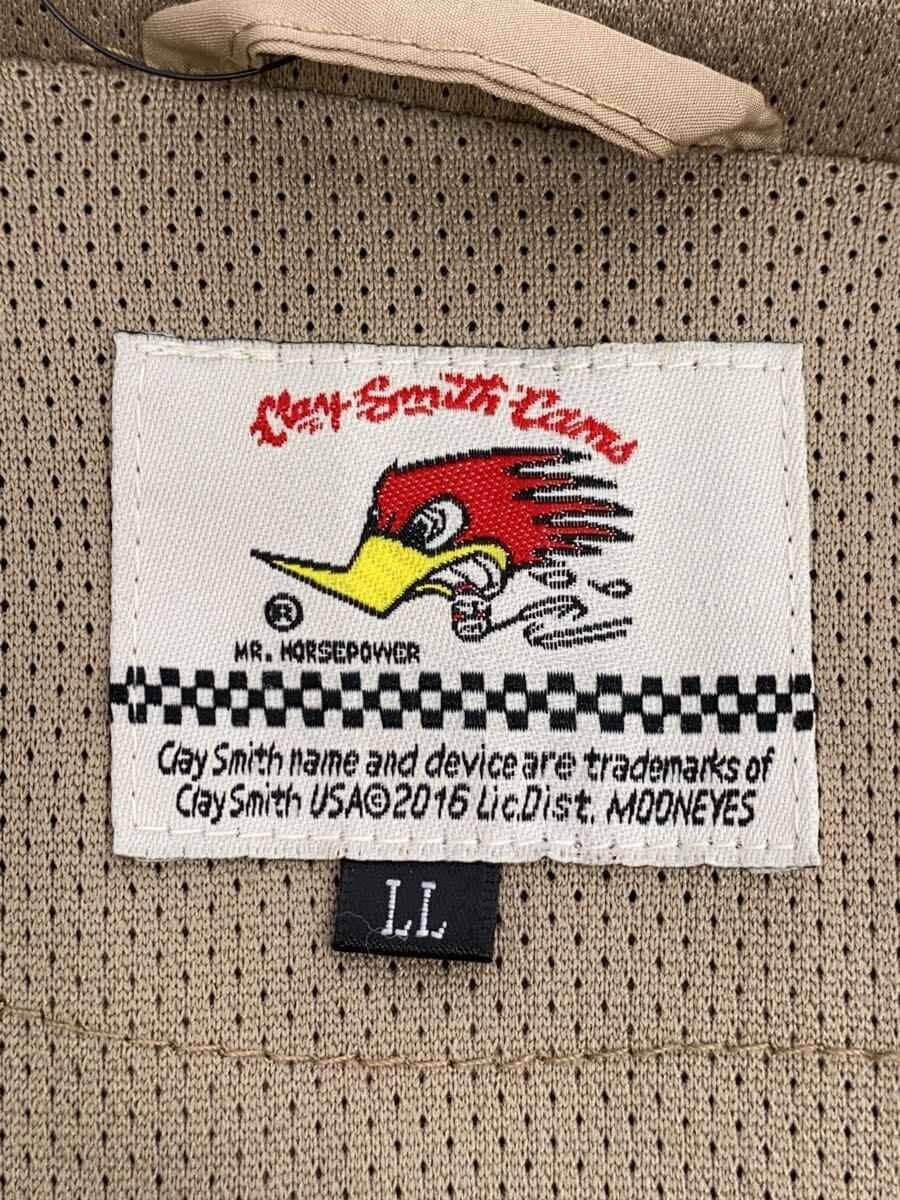 Clay Smith Cams
®
MR. HORSEPOWER
Clay Smith name and device are trademarks of
Clay Smith USA©2016 Lic.Dist. MOONEYES
LL